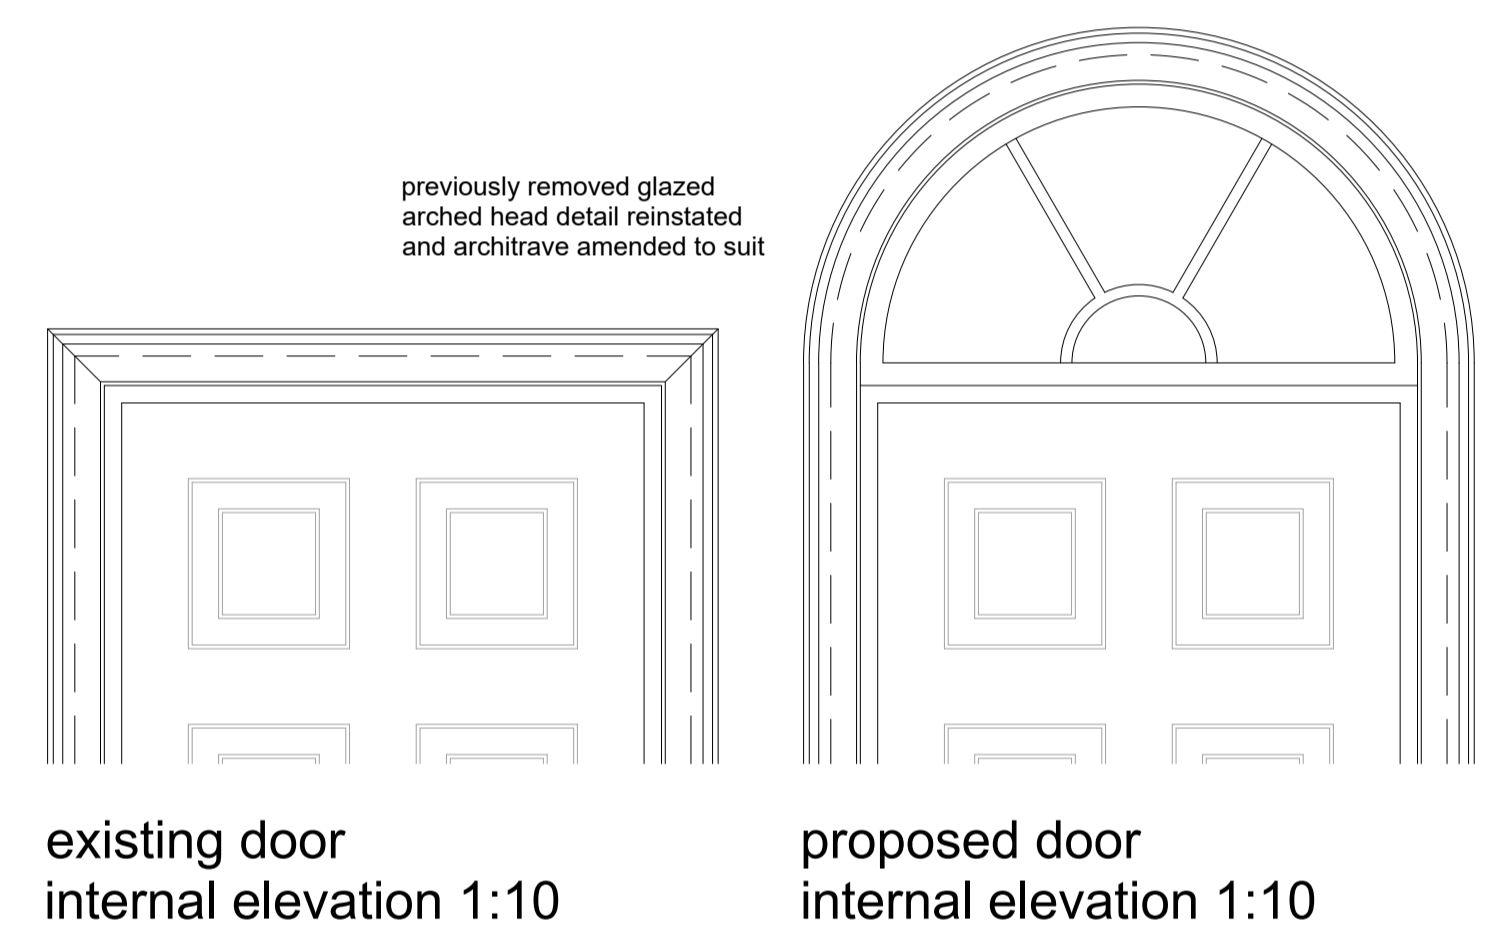 previously removed glazed
arched head detail reinstated
and architrave amended to suit
existing door
internal elevation 1:10
proposed door
internal elevation 1:10